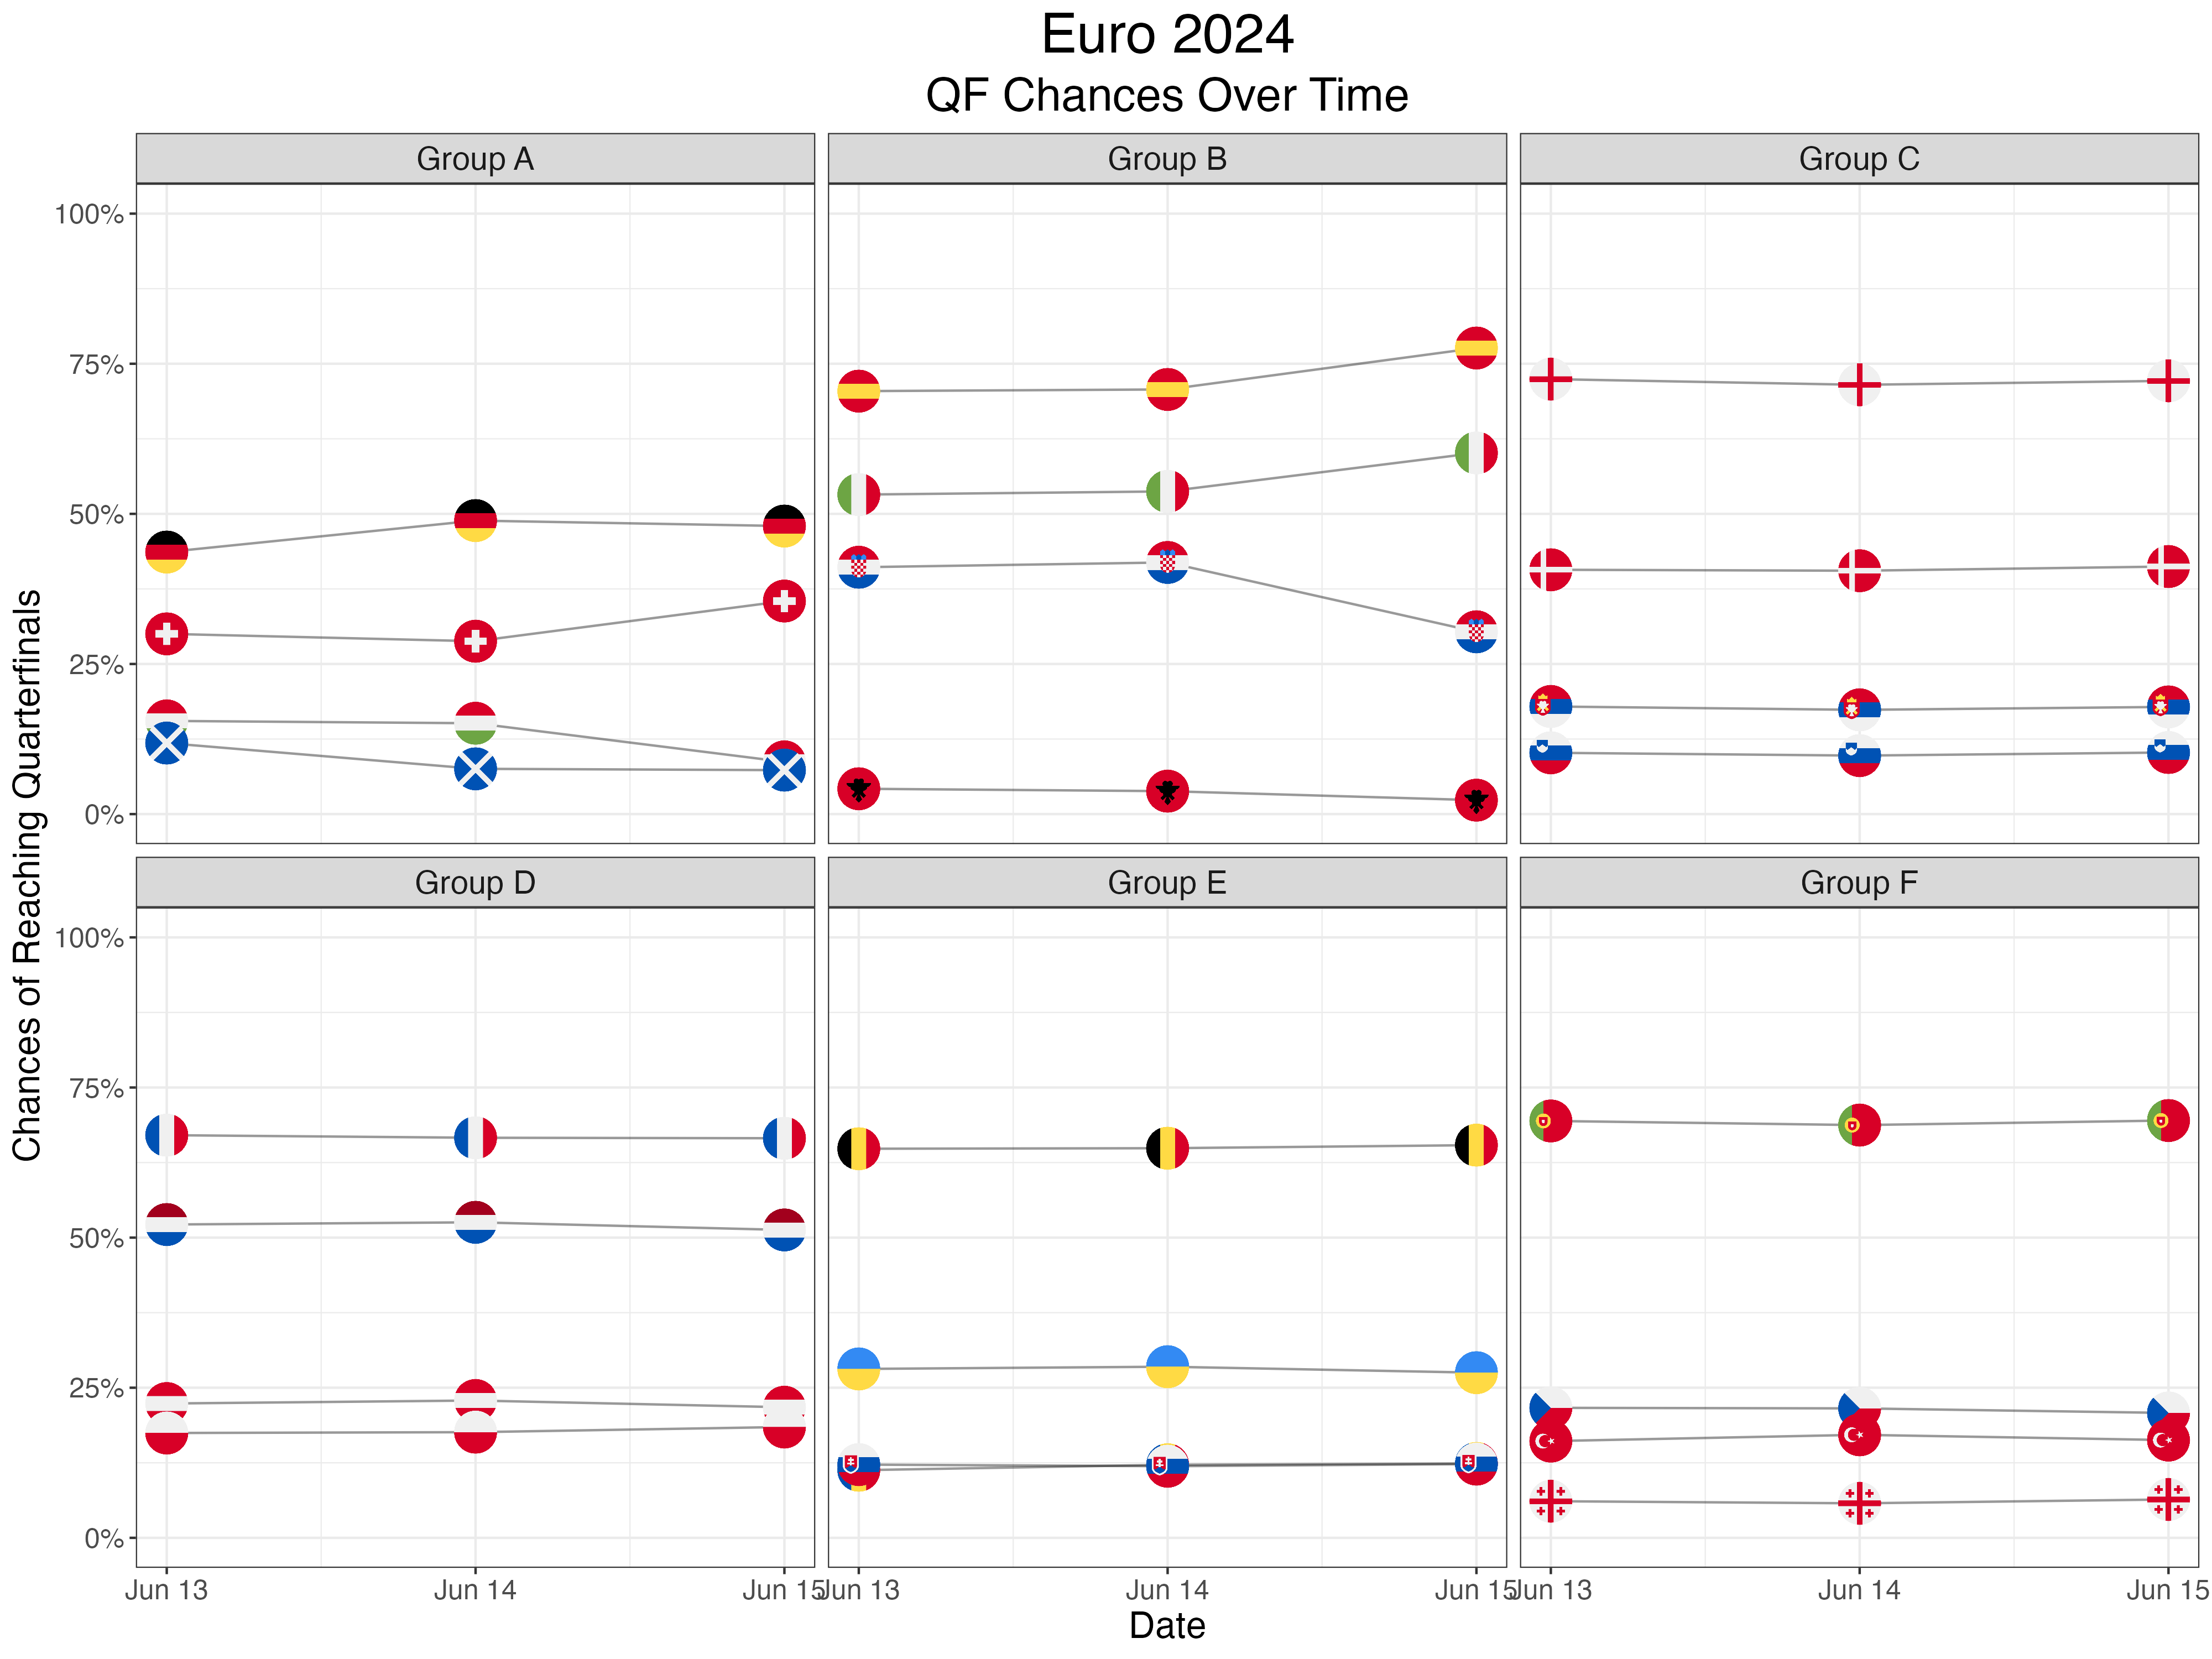 Euro 2024
QF Chances Over Time
Group A
Group B
Group C
100%
75%
50%
25%
0%
Group D
Group E
Group F
100%
75%
50%
25%
0%
Chances of Reaching Quarterfinals
Jun 13
Jun 14
Jun 15
Jun 13
Jun 14
Jun 15
Jun 13
Jun 14
Jun 15
Date